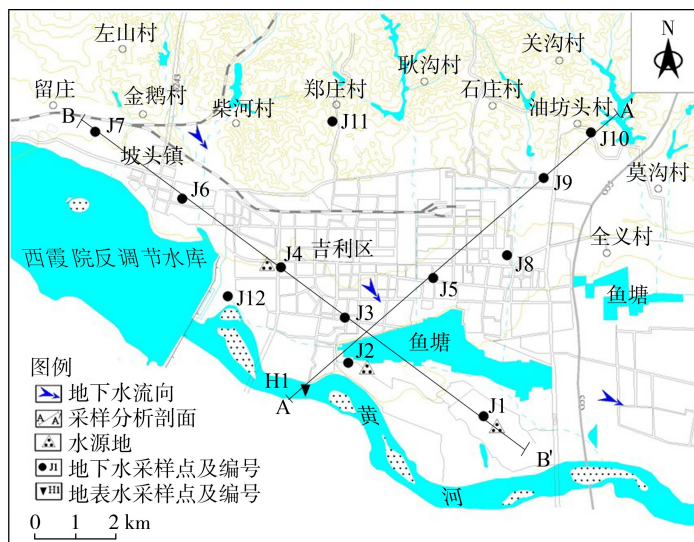 N
左山村
关沟村
耿沟村
留庄
金鹅村
柴河村
郑庄村
石庄村
油坊头村
A'
B
J7
J11
J10
坡头镇
J9
莫沟村
J6
西霞院反调节水库
J4
吉利区
J8
全义村
J5
鱼塘
J12
J3
J2
鱼塘
H1
A
J1
黄
河
B'
图例
地下水流向
A A' 采样分析剖面
水源地
J1 地下水采样点及编号
H1 地表水采样点及编号
0 1 2 km